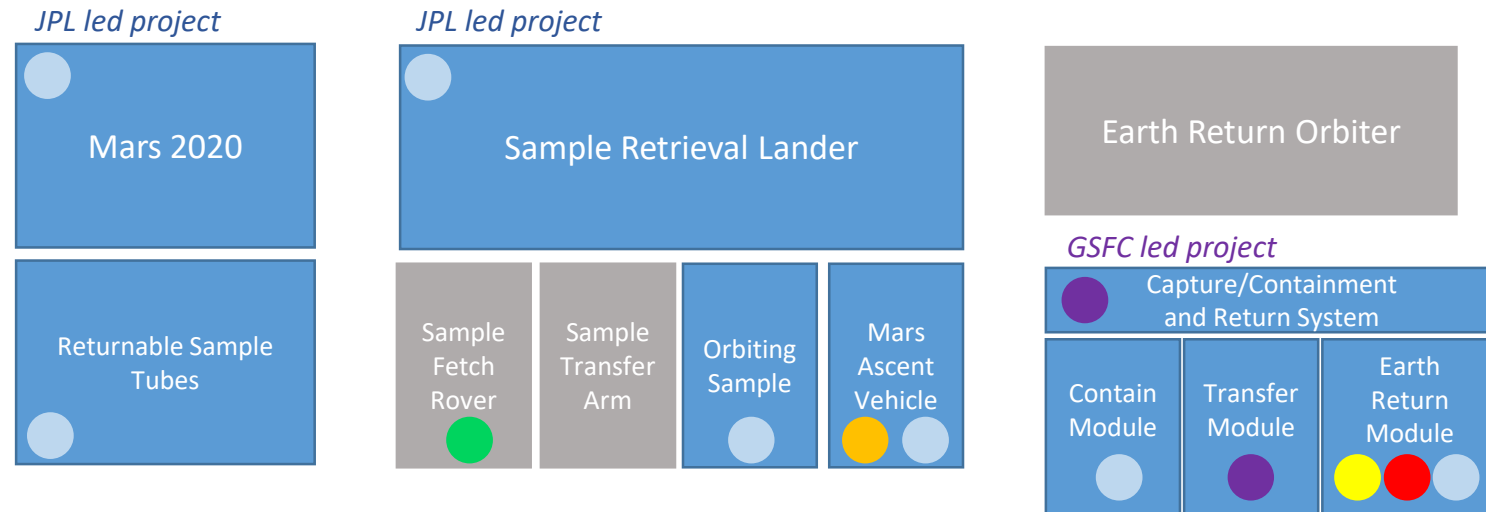 JPL led project
Mars 2020
Returnable Sample
Tubes
JPL led project
Sample Retrieval Lander
Sample
Fetch
Rover
Sample
Transfer
Arm
Orbiting
Sample
Mars
Ascent
Vehicle
Earth Return Orbiter
GSFC led project
Capture/Containment
and Return System
Contain
Module
Transfer
Module
Earth
Return
Module